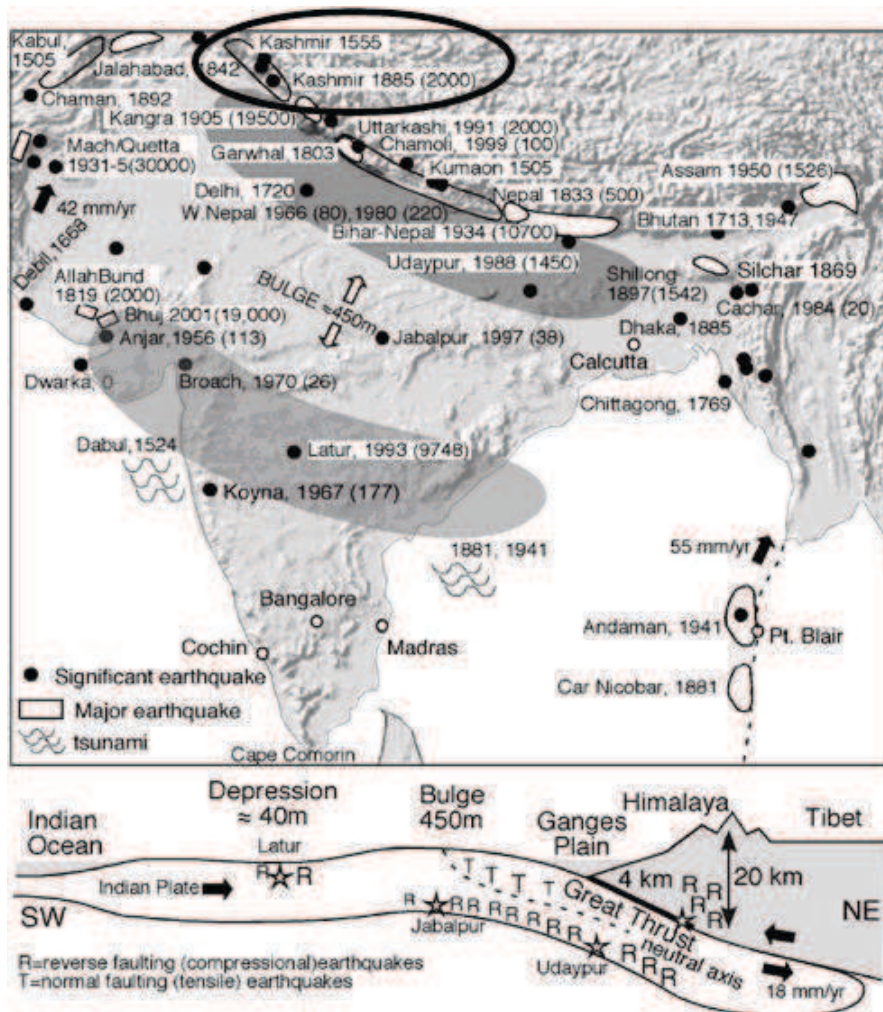 Kabul,
1505
Jalahabad, 1842
Kashmir 1555
Kashmir 1885 (2000)
Chaman, 1892
Kangra 1905 (19500)
Uttarkashi, 1991 (2000)
Mach/Quetta
1931-5(30000)
Garwhal 1803
Chamoli, 1999 (100)
Kumaon 1505
Assam 1950 (1526)
42 mm/yr
Delhi, 1720
Nepal 1833 (500)
W Nepal 1966 (80), 1980 (220)
Bhutan 1713,1947
Bihar-Nepal 1934 (10700)
Debil, 1668
Udaypur, 1988 (1450)
AllahBund
1819 (2000)
BULGE ≈450m
Shillong
1897(1542)
Silchar 1869
Bhuj, 2001(19,000)
Cachar, 1984 (20)
Anjar, 1956 (113)
Jabalpur, 1997 (38)
Dhaka, 1885
Calcutta
Dwarka, 0
Broach, 1970 (26)
Chittagong, 1769
Dabul, 1524
Latur, 1993 (9748)
Koyna, 1967 (177)
1881, 1941
55 mm/yr
Bangalore
Andaman, 1941
Cochin
Madras
Pt. Blair
Significant earthquake
Car Nicobar, 1881
Major earthquake
tsunami
Cape Comorin
Indian
Ocean
Depression
≈ 40m
Latur
Bulge
450m
Ganges
Plain
Himalaya
Tibet
R R
T T T T
4 km
R R R R
20 km
Indian Plate
Great Thrust
SW
R R R R R R R R
NE
Jabalpur
neutral axis
Udaypur
R R R
R=reverse faulting (compressional)earthquakes
T=normal faulting (tensile) earthquakes
18 mm/yr